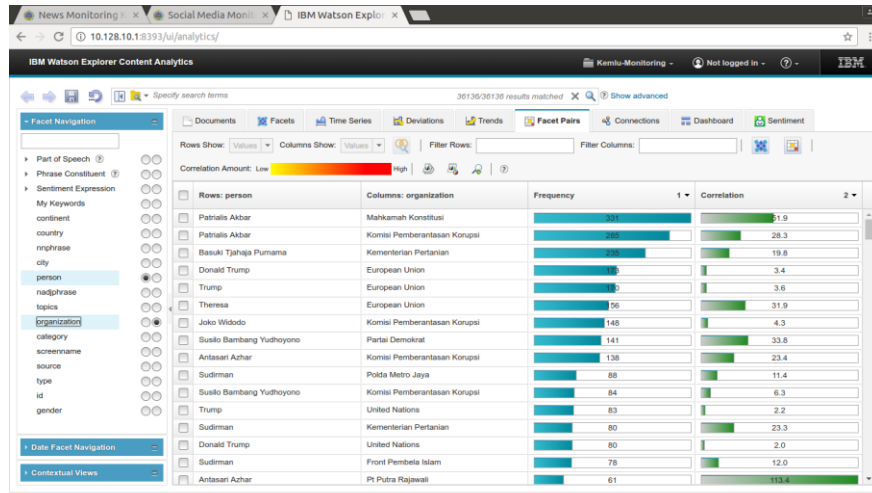 News Monitoring
Social Media Monit
IBM Watson Explor
10.128.10.1:8393/ui/analytics/
IBM Watson Explorer Content Analytics
Kemlu-Monitoring
Not logged in
IBM
Specify search terms
36136/36136 results matched
Show advanced
Facet Navigation
Documents Facets Time Series Deviations Trends Facet Pairs Connections Dashboard Sentiment
Rows Show: Values Columns Show: Values Filter Rows: Filter Columns:
Correlation Amount: Low High
Part of Speech
Phrase Constituent
Sentiment Expression
My Keywords
continent
country
nnphrase
city
person
nadjphrase
topics
organization
category
screenname
source
type
id
gender
Date Facet Navigation
Contextual Views
Rows: person Columns: organization Frequency 1 Correlation 2
Patrialis Akbar Mahkamah Konstitusi 331 51.9
Patrialis Akbar Komisi Pemberantasan Korupsi 285 28.3
Basuki Tjahaja Purnama Kementerian Pertanian 235 19.8
Donald Trump European Union 173 3.4
Trump European Union 170 3.6
Theresa European Union 156 31.9
Joko Widodo Komisi Pemberantasan Korupsi 148 4.3
Susilo Bambang Yudhoyono Partai Demokrat 141 33.8
Antasari Azhar Komisi Pemberantasan Korupsi 138 23.4
Sudirman Polda Metro Jaya 88 11.4
Susilo Bambang Yudhoyono Komisi Pemberantasan Korupsi 84 6.3
Trump United Nations 83 2.2
Sudirman Kementerian Pertanian 80 23.3
Donald Trump United Nations 80 2.0
Sudirman Front Pembela Islam 78 12.0
Antasari Azhar Pt Putra Rajawali 61 113.4